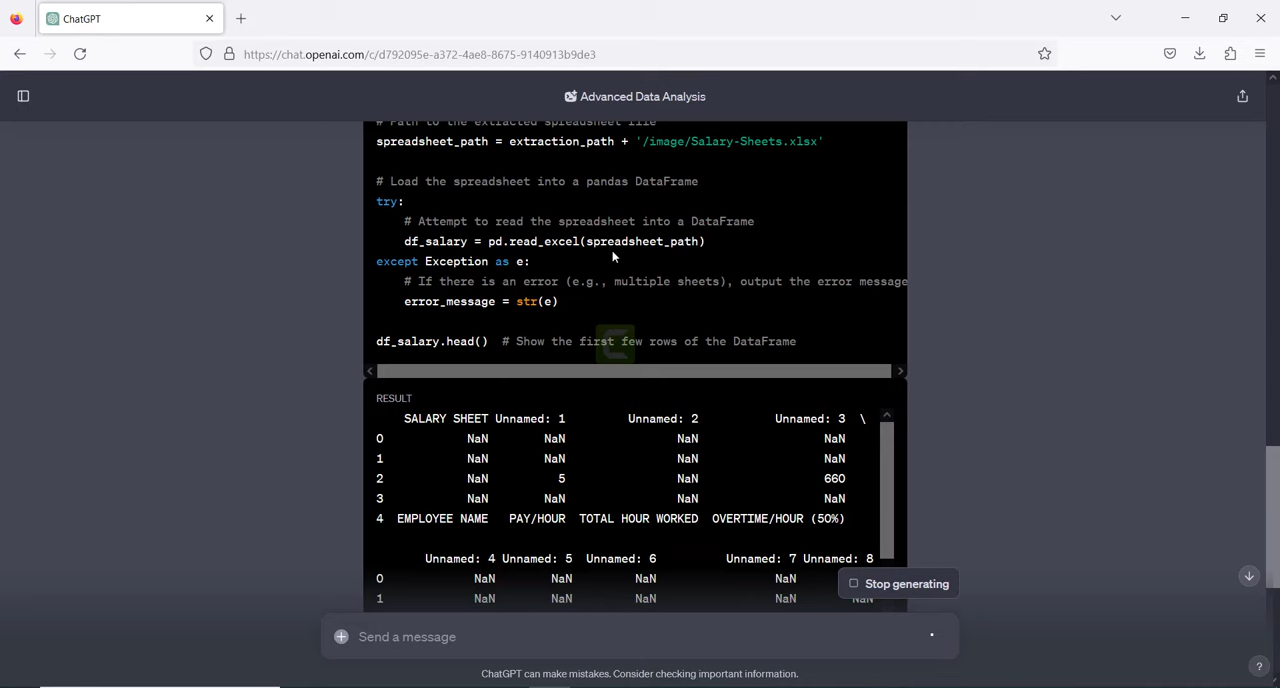 ChatGPT
https://chat.openai.com/c/d792095e-a372-4ae8-8675-9140913b9de3
Advanced Data Analysis
# Path to the extracted spreadsheet file
spreadsheet_path = extraction_path + '/image/Salary-Sheets.xlsx'
# Load the spreadsheet into a pandas DataFrame
try:
# Attempt to read the spreadsheet into a DataFrame
df_salary = pd.read_excel(spreadsheet_path)
except Exception as e:
# If there is an error (e.g., multiple sheets), output the error message
error_message = str(e)
df_salary.head()  # Show the first few rows of the DataFrame
RESULT
SALARY SHEET Unnamed: 1 Unnamed: 2 Unnamed: 3 \
0 NaN NaN NaN NaN
1 NaN NaN NaN NaN
2 NaN 5 NaN 660
3 NaN NaN NaN NaN
4 EMPLOYEE NAME PAY/HOUR TOTAL HOUR WORKED OVERTIME/HOUR (50%)
Unnamed: 4 Unnamed: 5 Unnamed: 6 Unnamed: 7 Unnamed: 8
0 NaN NaN NaN NaN
Stop generating
1 NaN NaN NaN NaN NaN
Send a message
ChatGPT can make mistakes. Consider checking important information.
?